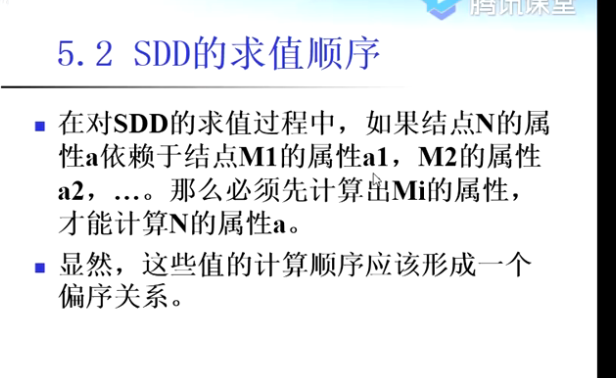 腾讯课堂
5.2 SDD的求值顺序
在对SDD的求值过程中，如果结点N的属
性a依赖于结点M1的属性a1，M2的属性
a2，…。那么必须先计算出Mi的属性，
才能计算N的属性a。
显然，这些值的计算顺序应该形成一个
偏序关系。